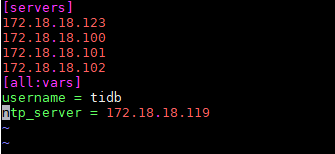 [servers]
172.18.18.123
172.18.18.100
172.18.18.101
172.18.18.102
[all:vars]
username = tidb
ntp_server = 172.18.18.119
~
~